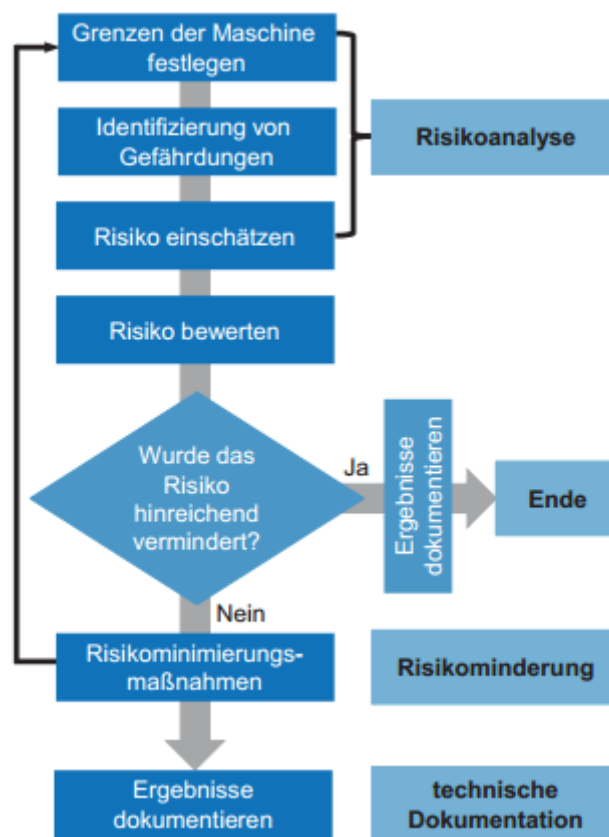 Grenzen der Maschine
festlegen
Identifizierung von
Gefährdungen
Risikoanalyse
Risiko einschätzen
Risiko bewerten
Wurde das
Risiko
hinreichend
vermindert?
Ja
Ergebnisse
dokumentieren
Ende
Nein
Risikominimierungs-
maßnahmen
Risikominderung
Ergebnisse
dokumentieren
technische
Dokumentation